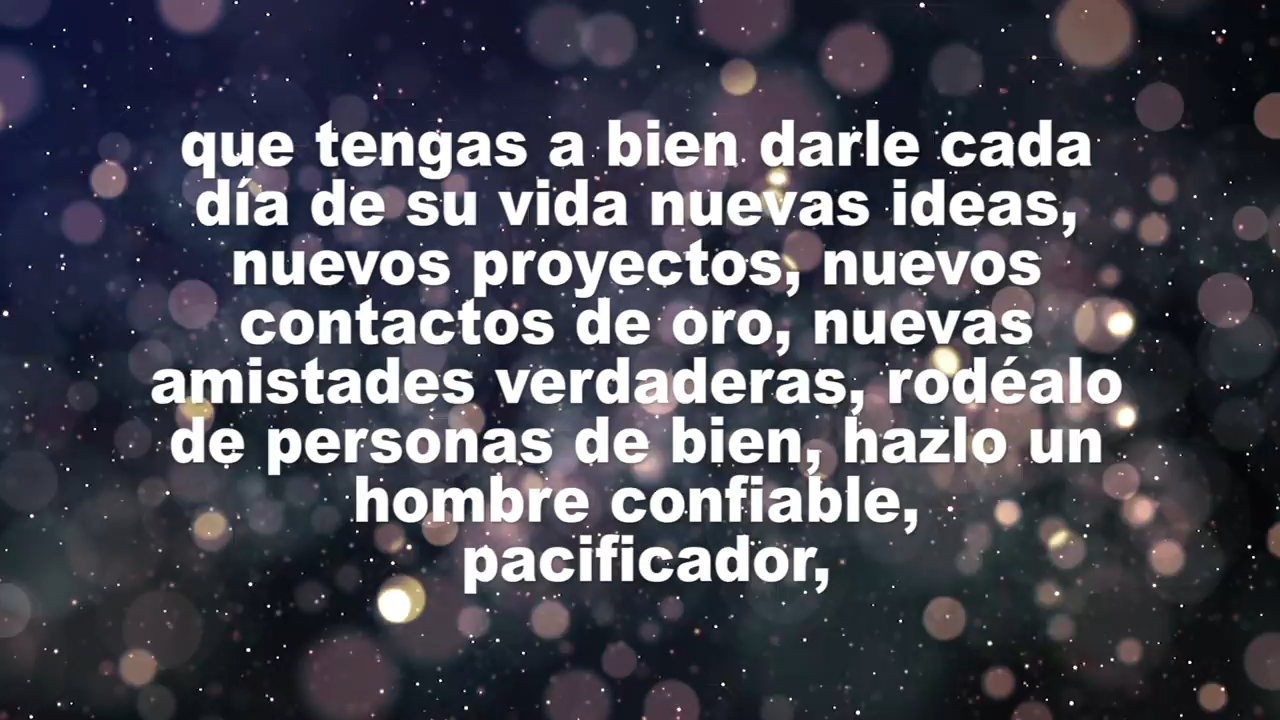 que tengas a bien darle cada
día de su vida nuevas ideas,
nuevos proyectos, nuevos
contactos de oro, nuevas
amistades verdaderas, rodéalo
de personas de bien, hazlo un
hombre confiable,
pacificador,